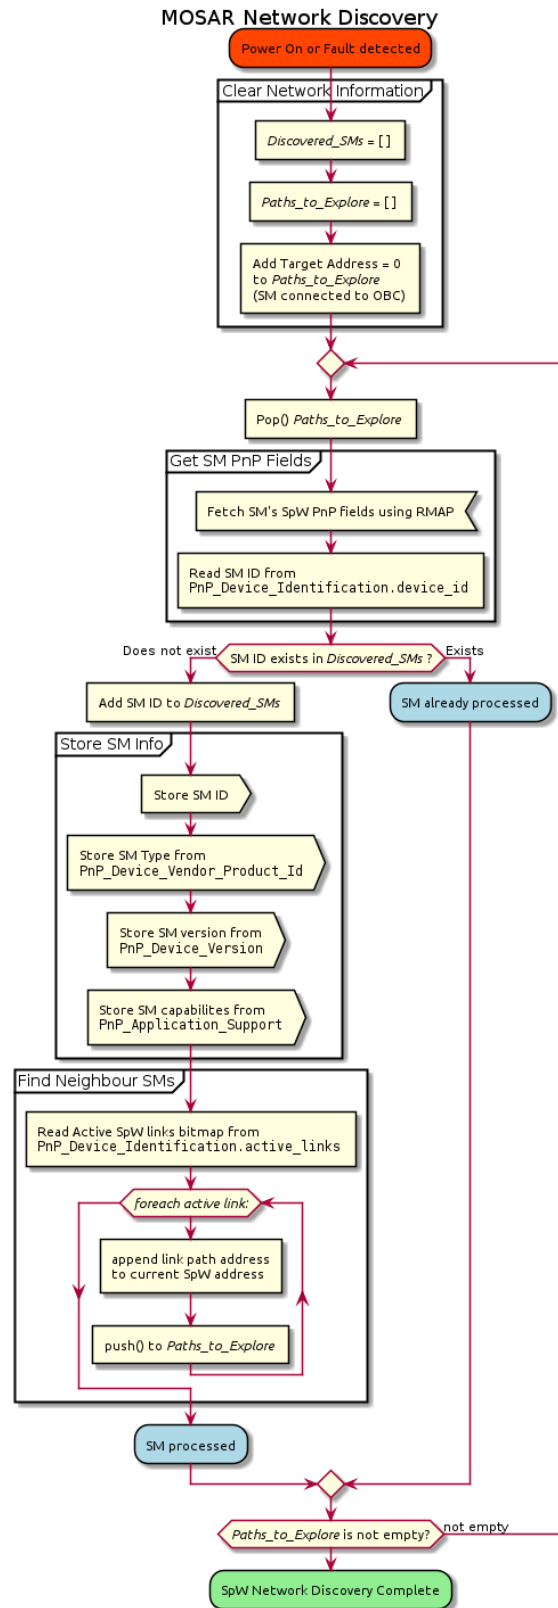 MOSAR Network Discovery
Power On or Fault detected
Clear Network Information
Discovered_SMs = [ ]
Paths_to_Explore = [ ]
Add Target Address = 0
to Paths_to_Explore
(SM connected to OBC)
Pop() Paths_to_Explore
Get SM PnP Fields
Fetch SM's SpW PnP fields using RMAP
Read SM ID from
PnP_Device_Identification.device_id
Does not exist
SM ID exists in Discovered_SMs ?
Exists
Add SM ID to Discovered_SMs
SM already processed
Store SM Info
Store SM ID
Store SM Type from
PnP_Device_Vendor_Product_Id
Store SM version from
PnP_Device_Version
Store SM capabilites from
PnP_Application_Support
Find Neighbour SMs
Read Active SpW links bitmap from
PnP_Device_Identification.active_links
foreach active link:
append link path address
to current SpW address
push() to Paths_to_Explore
SM processed
Paths_to_Explore is not empty?
not empty
SpW Network Discovery Complete